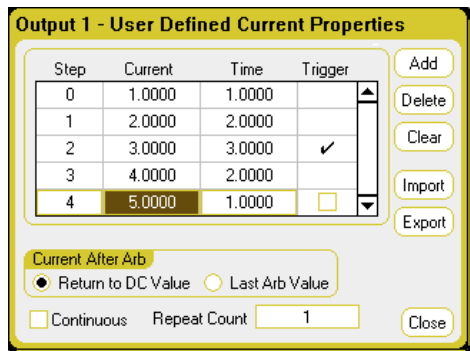 Output 1 - User Defined Current Properties
Step Current Time Trigger
0 1.0000 1.0000
1 2.0000 2.0000
2 3.0000 3.0000 ✓
3 4.0000 2.0000
4 5.0000 1.0000
Add
Delete
Clear
Import
Export
Current After Arb
Return to DC Value Last Arb Value
Continuous Repeat Count 1
Close